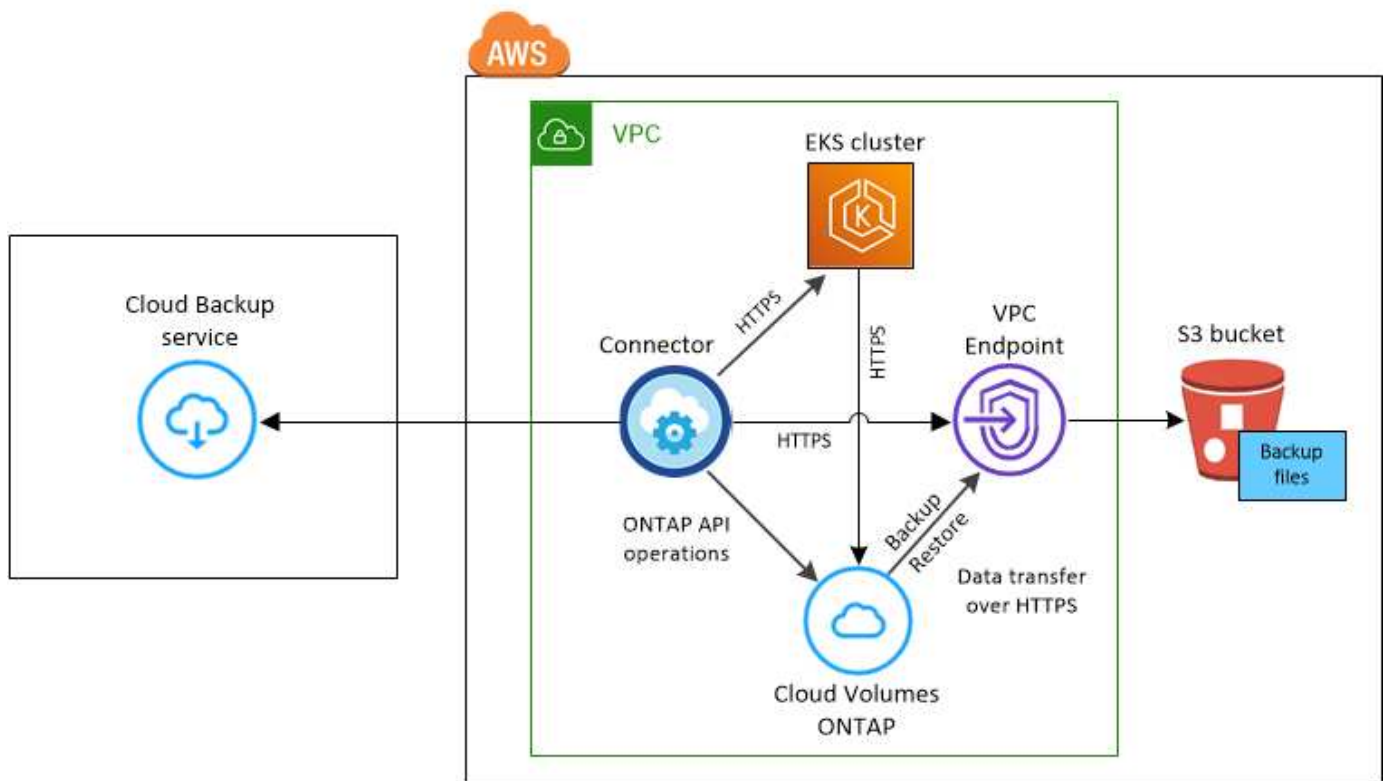 AWS
VPC
EKS cluster
K
Cloud Backup
service
Connector
HTTPS
HTTPS
VPC
Endpoint
S3 bucket
HTTPS
Backup
files
ONTAP API
operations
Backup
Restore
Data transfer
over HTTPS
Cloud Volumes
ONTAP